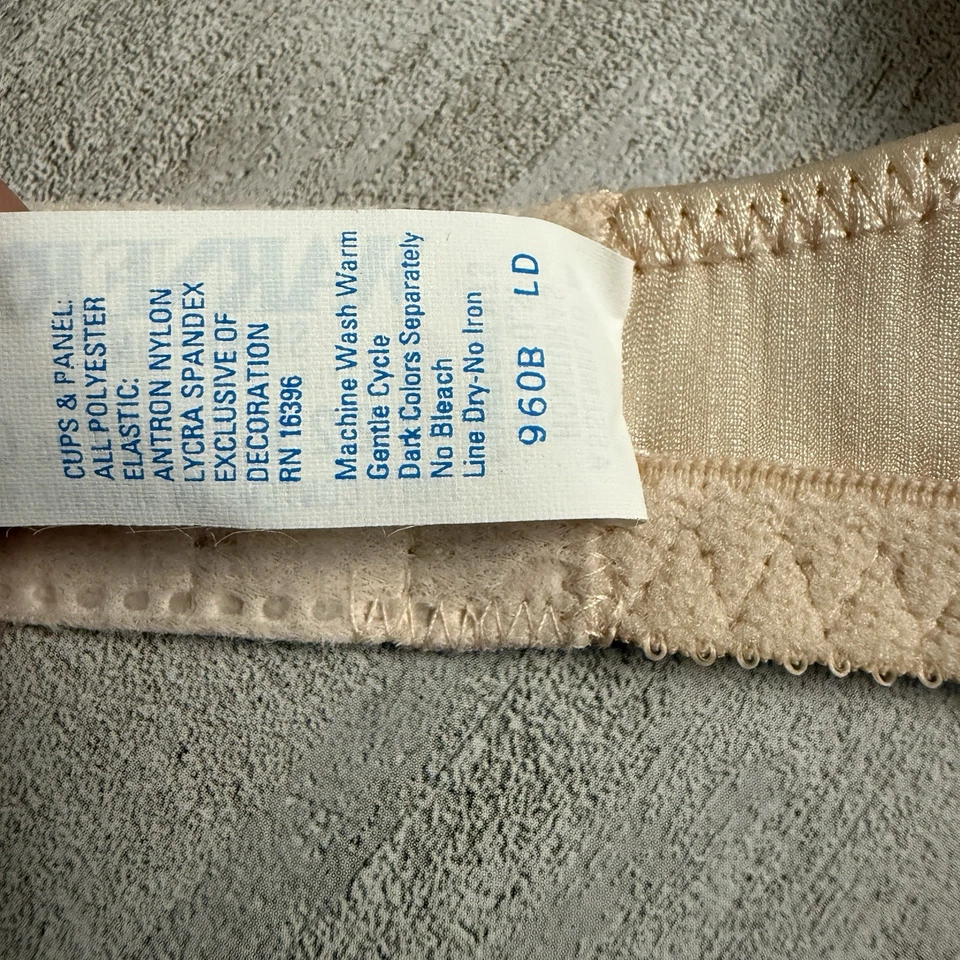 CUPS & PANEL:
ALL POLYESTER
ELASTIC:
ANTRON NYLON
LYCRA SPANDEX
EXCLUSIVE OF
DECORATION
RN 16396
Machine Wash Warm
Gentle Cycle
Dark Colors Separately
No Bleach
Line Dry-No Iron
960B LD